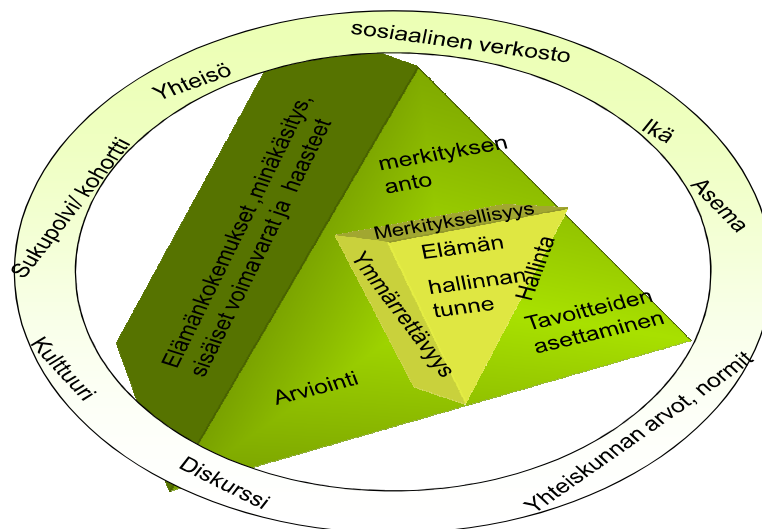 sosiaalinen verkosto
Yhteisö
Ikä
Asema
Sukupolvi/ kohortti
Elämänkokemukset ,minäkäsitys,
sisäiset voimavarat ja haasteet
merkityksen
anto
Merkityksellisyys
Elämän
hallinnan
tunne
Hallinta
Ymmärrettävyys
Tavoitteiden
asettaminen
Arviointi
Kulttuuri
Diskurssi
Yhteiskunnan arvot, normit